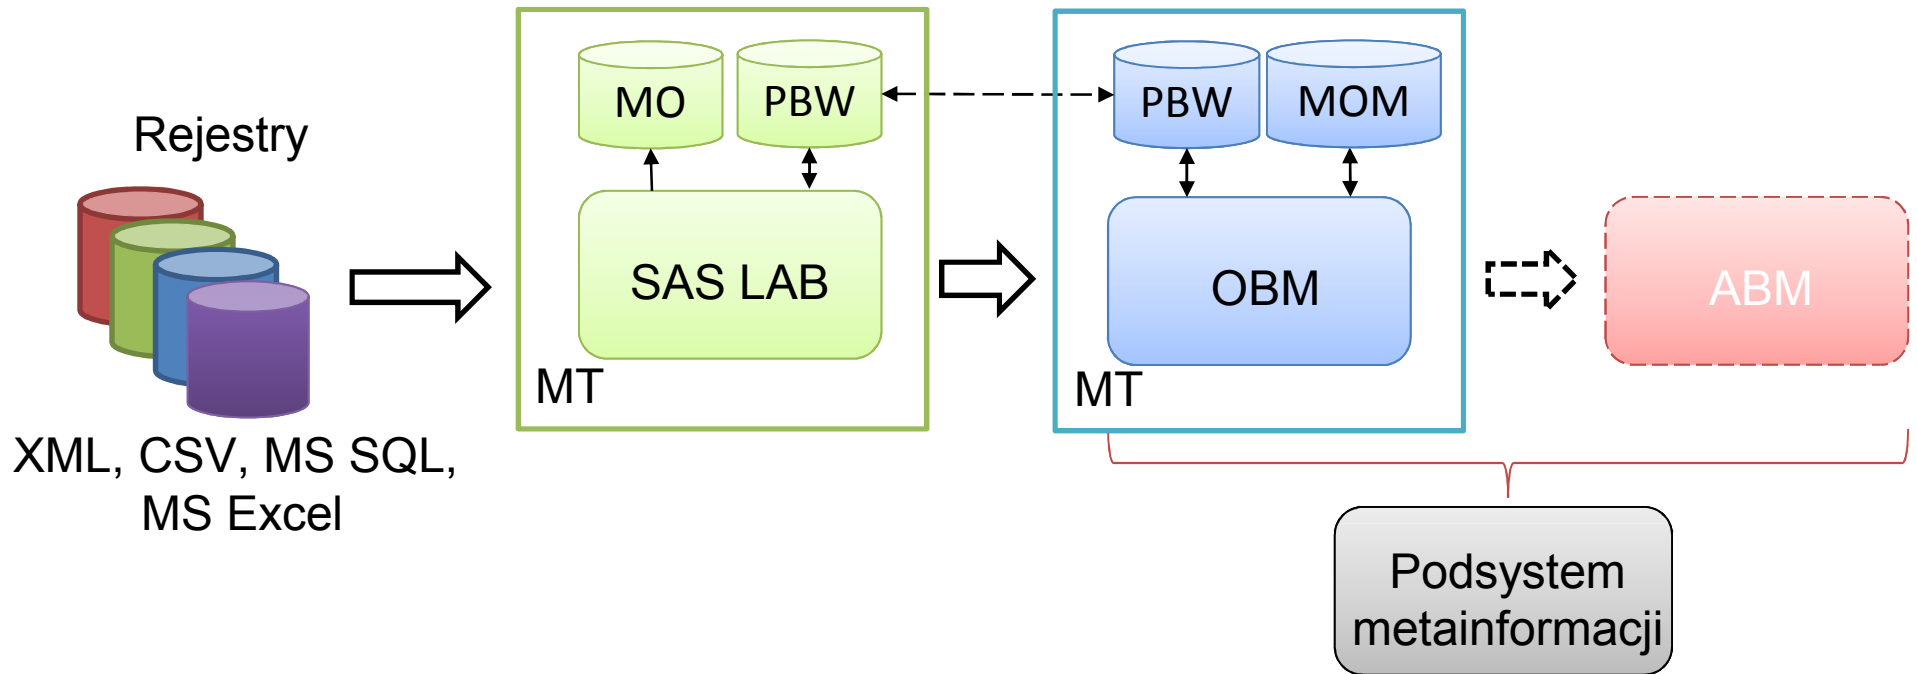 Rejestry
XML, CSV, MS SQL,
MS Excel
MO
PBW
SAS LAB
MT
PBW
MOM
OBM
MT
ABM
Podsystem
metainformacji